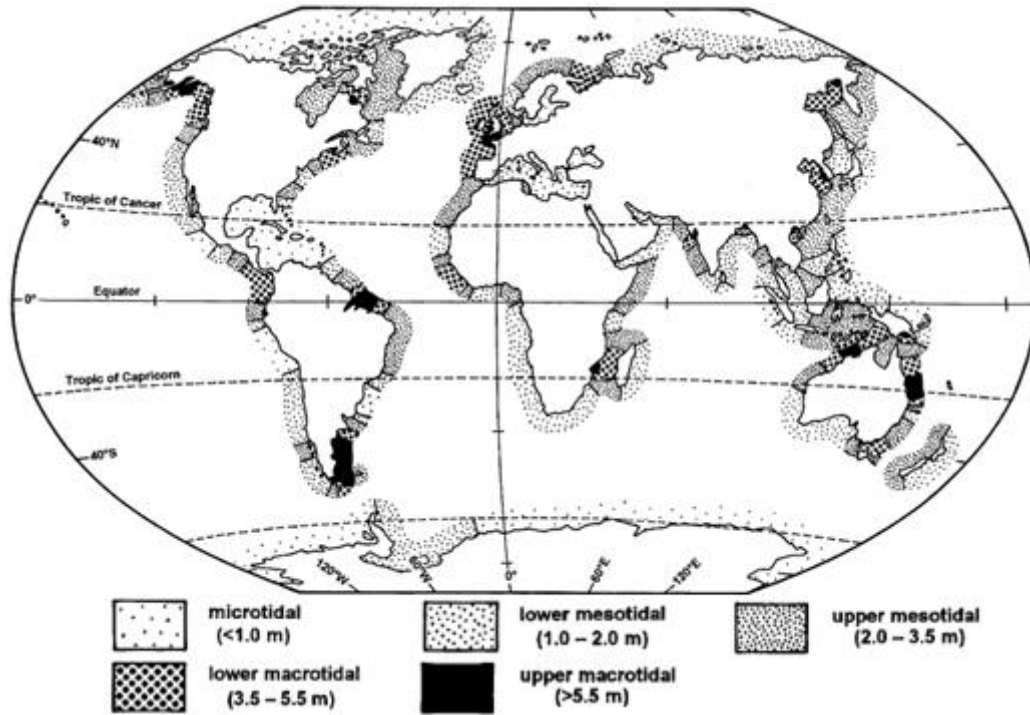 40°N
Tropic of Cancer
0°
Equator
Tropic of Capricorn
40°S
120°W
60°W
0°
60°E
120°E
microtidal
(<1.0 m)
lower mesotidal
(1.0 – 2.0 m)
upper mesotidal
(2.0 – 3.5 m)
lower macrotidal
(3.5 – 5.5 m)
upper macrotidal
(>5.5 m)